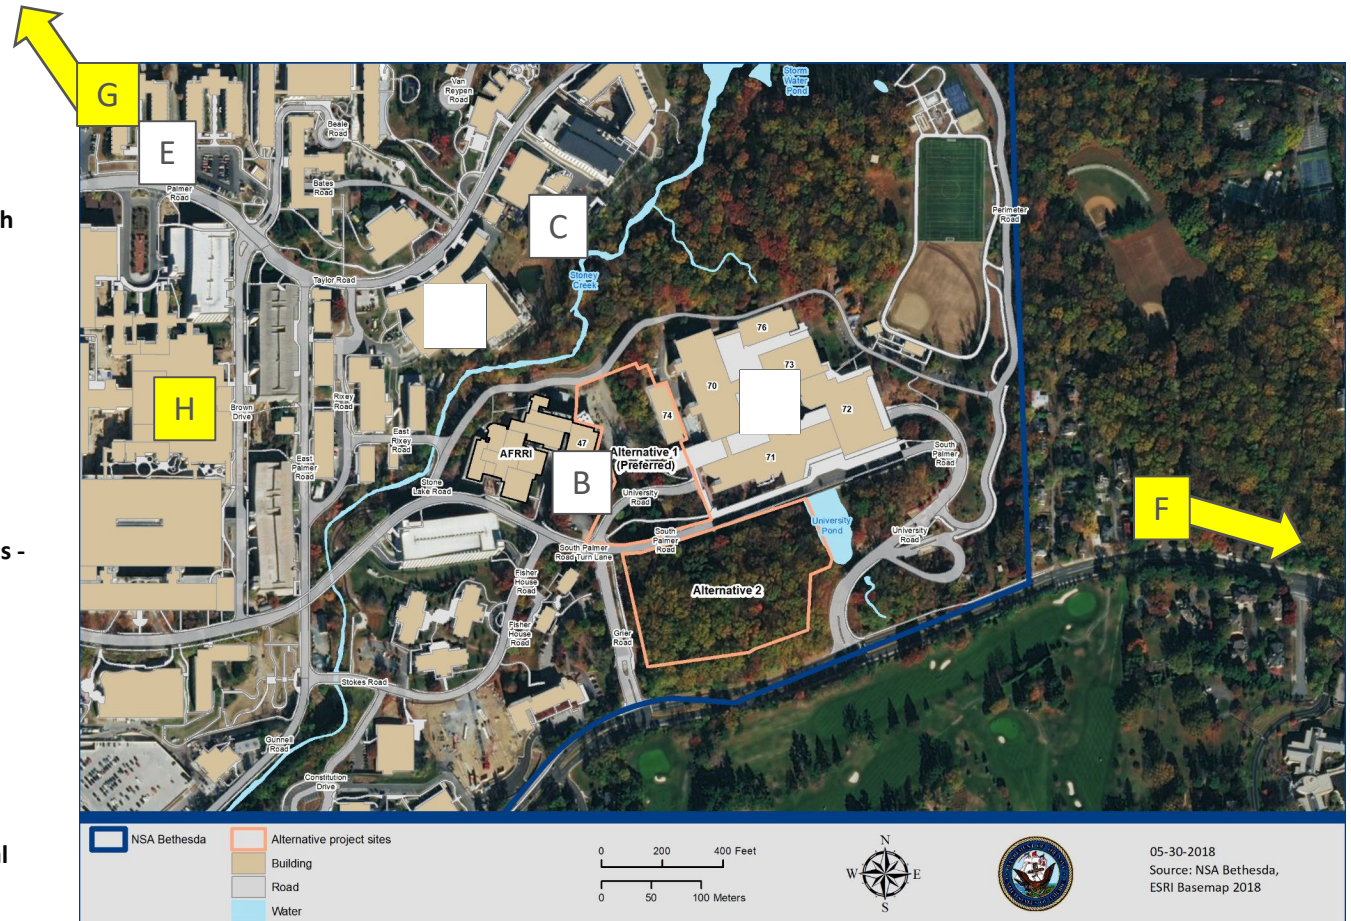 G
E
Palmer
Road
Beale
Road
Bates
Road
Van
Reypen
Road
Storm
Water
Pond
h
C
Stoney
Creek
Taylor Road
Perimeter
Road
H
Brown
Drive
Rixey
Road
East
Rixey
Road
East
Palmer
Road
Stone
Lake Road
AFRRI
47
B
Alternative 1
(Preferred)
74
76
70
73
72
71
University
Road
South
Palmer
Road
South Palmer
Road Turn Lane
South
Palmer
Road
University
Pond
University
Road
F
s -
Fisher
House
Road
Fisher
House
Road
Grier
Road
Alternative 2
Stokes Road
Gunnell
Road
Constitution
Drive
al
NSA Bethesda
Alternative project sites
Building
Road
Water
0 200 400 Feet
0 50 100 Meters
N
W E
S
05-30-2018
Source: NSA Bethesda,
ESRI Basemap 2018